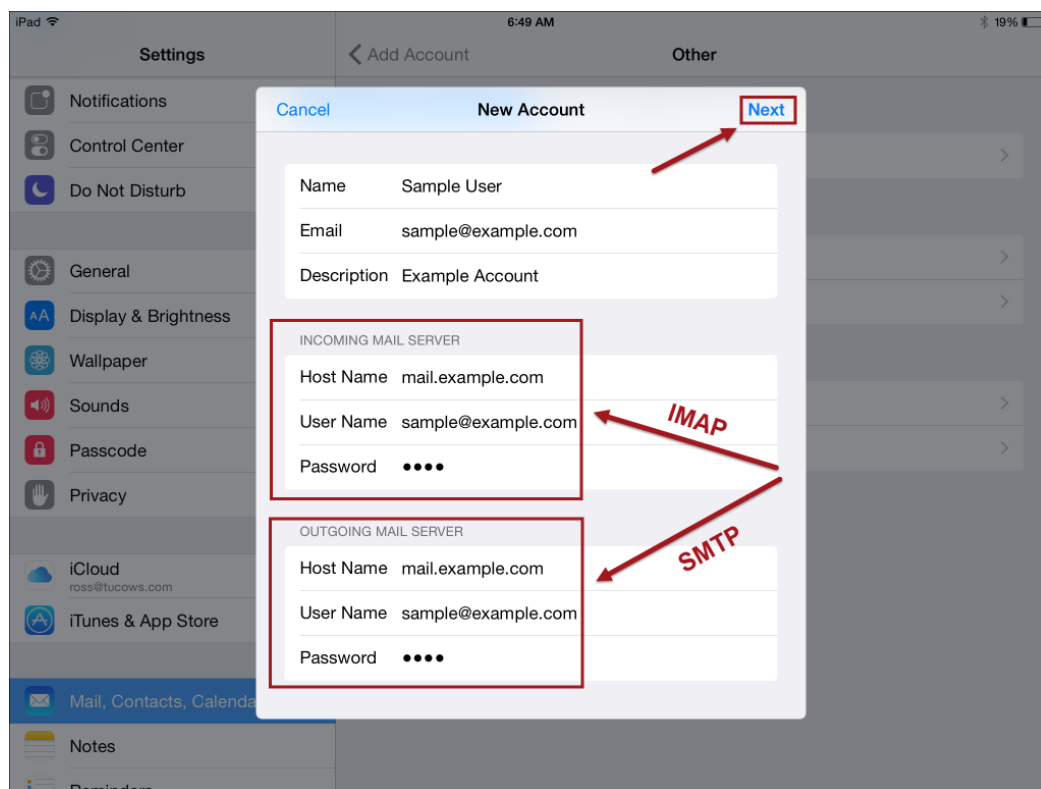 iPad 6:49 AM 19%
Settings
Add Account
Other
Notifications
Control Center
Do Not Disturb
General
Display & Brightness
AA
Wallpaper
Sounds
Passcode
Privacy
iCloud
ross@tucows.com
iTunes & App Store
Mail, Contacts, Calenda
Notes
Reminders
Cancel
New Account
Next
Name Sample User
Email sample@example.com
Description Example Account
INCOMING MAIL SERVER
Host Name mail.example.com
User Name sample@example.com
Password ••••
IMAP
OUTGOING MAIL SERVER
Host Name mail.example.com
User Name sample@example.com
Password ••••
SMTP